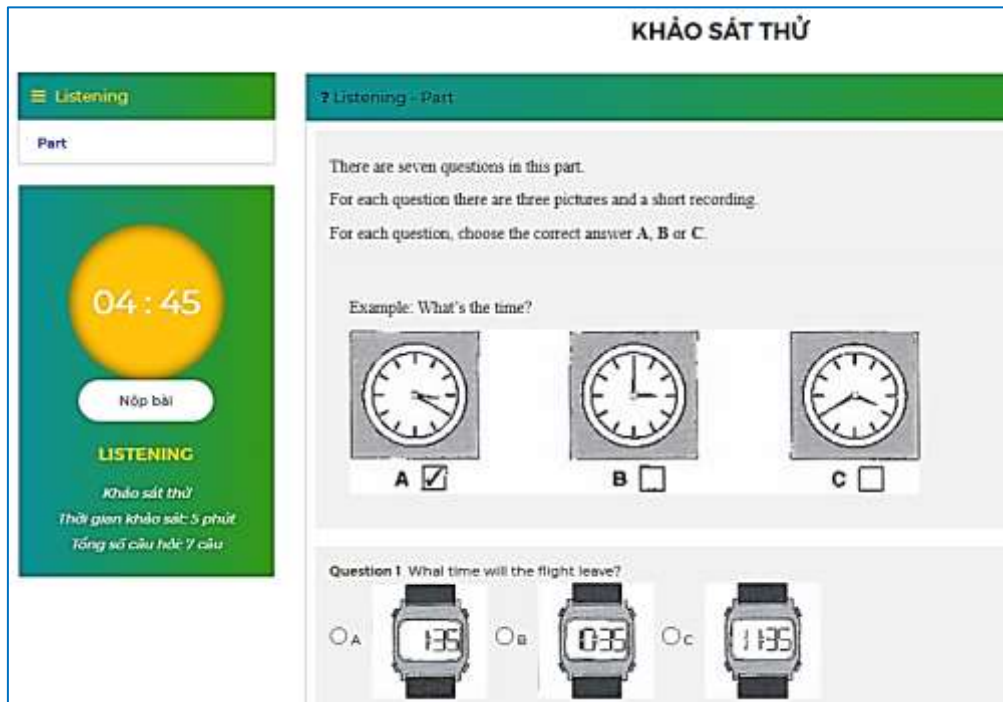 KHẢO SÁT THỬ
Listening
Part
04 : 45
Nộp bài
LISTENING
Khảo sát thử
Thời gian khảo sát: 5 phút
Tổng số câu hỏi: 7 câu
? Listening - Part
There are seven questions in this part.
For each question there are three pictures and a short recording.
For each question, choose the correct answer A, B or C.
Example: What's the time?
A B C
Question 1 What time will the flight leave?
A 1:35 B C 11:35